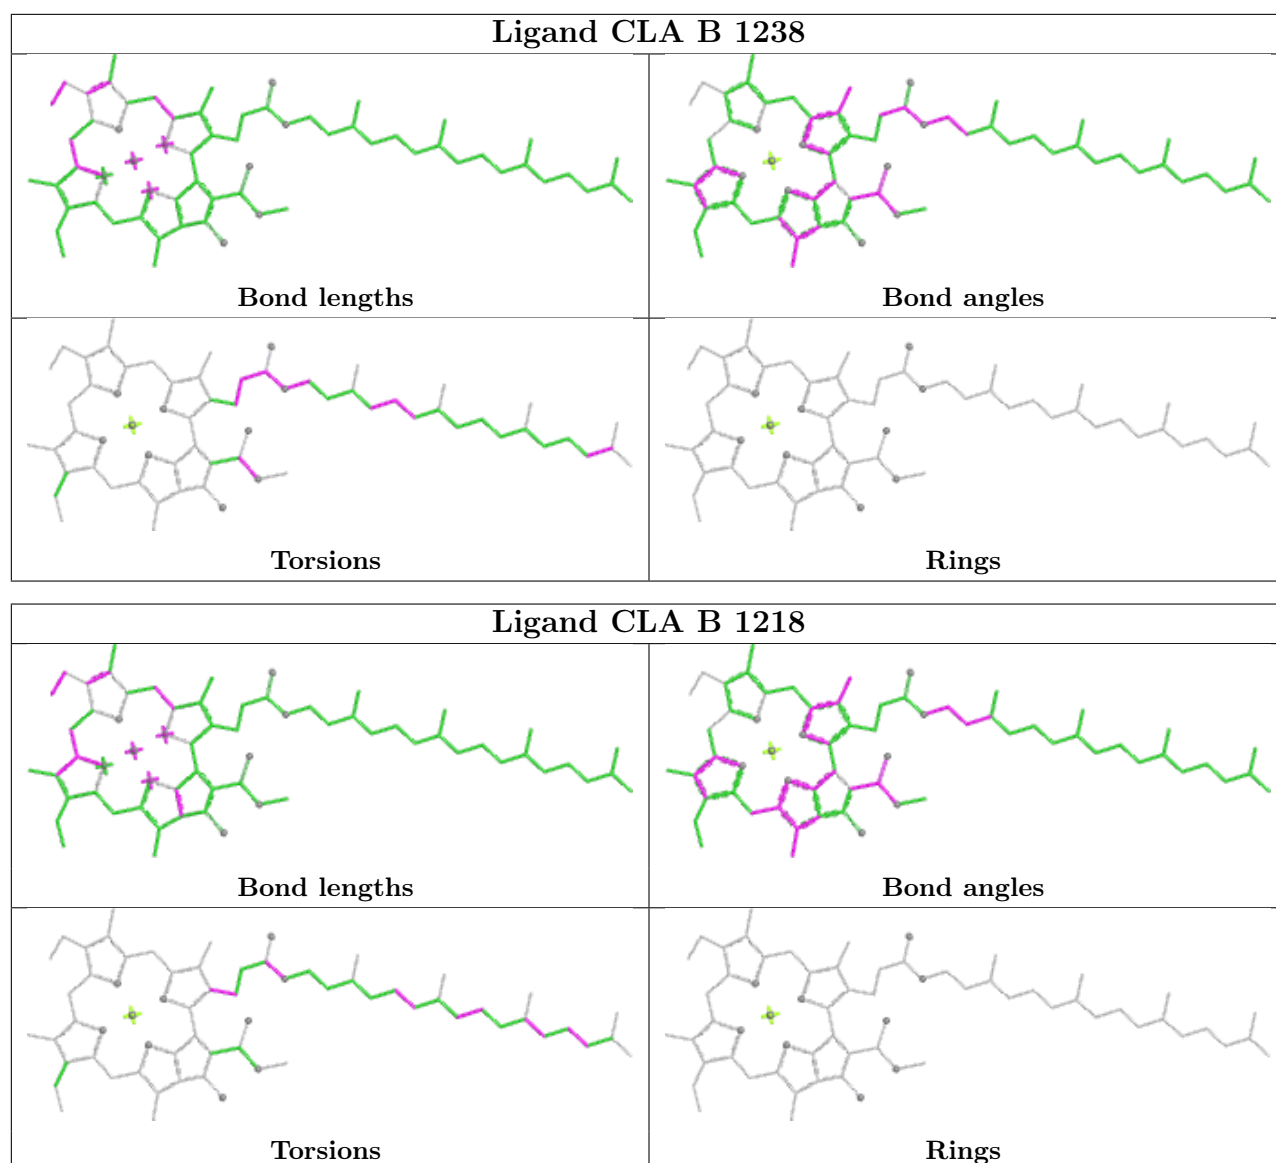 Ligand CLA B 1238
Bond lengths
Bond angles
Torsions
Rings
Ligand CLA B 1218
Bond lengths
Bond angles
Torsions
Rings